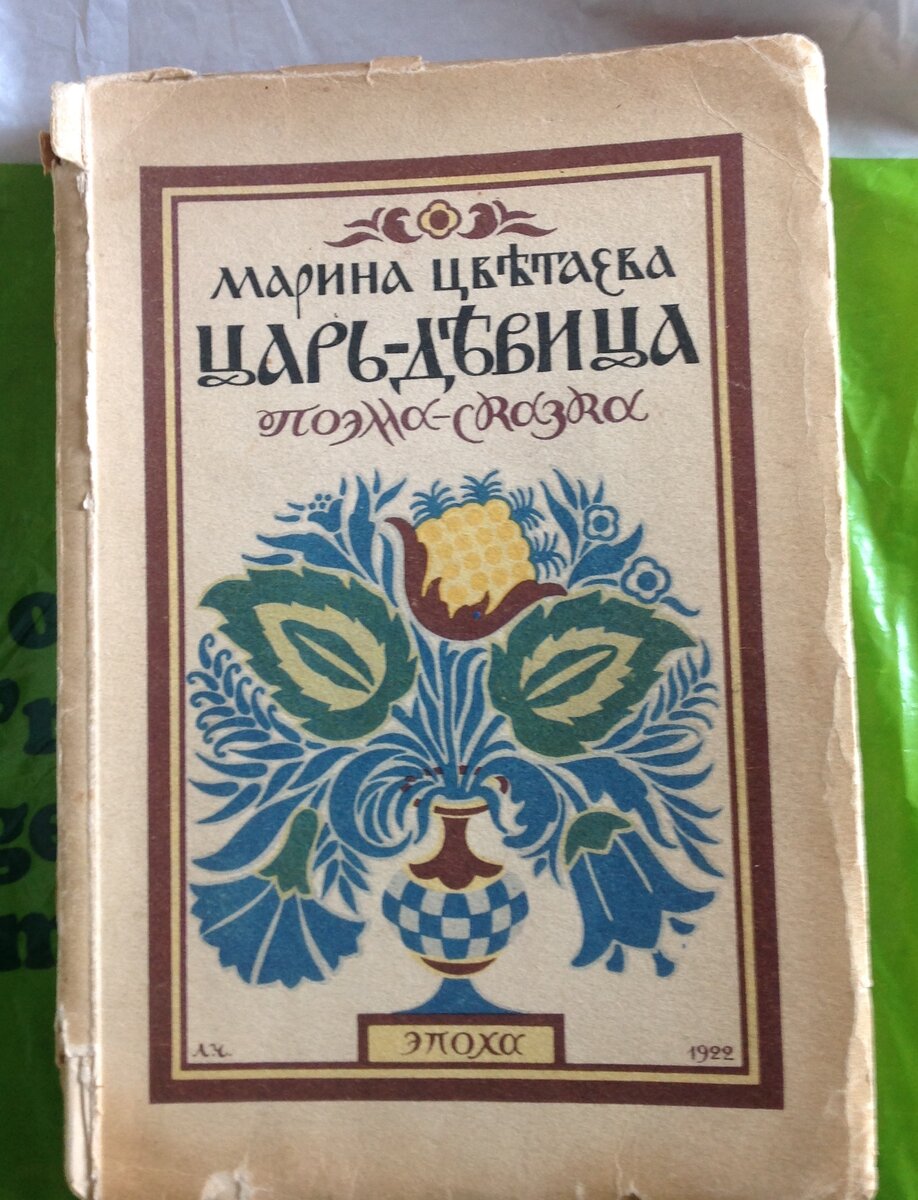 МАРИНА ЦВѢТАЕВА
ЦАРЬ-ДѢВИЦА
ПОЭМА-СКАЗКА
ЭПОХА
Л.Ч.
1922